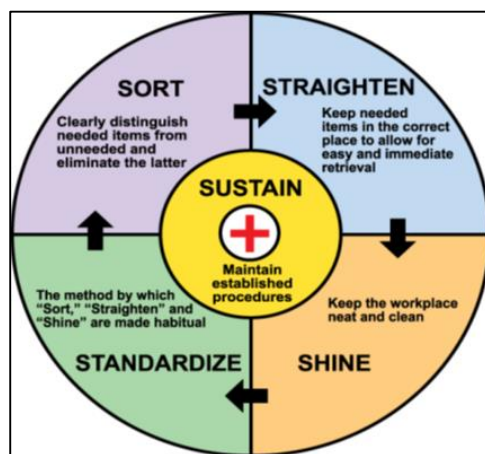 SORT
Clearly distinguish
needed items from
unneeded and
eliminate the latter
STRAIGHTEN
Keep needed
items in the correct
place to allow for
easy and immediate
retrieval
SUSTAIN
Maintain
established
procedures
The method by which
“Sort,” “Straighten” and
“Shine” are made habitual
STANDARDIZE
Keep the workplace
neat and clean
SHINE